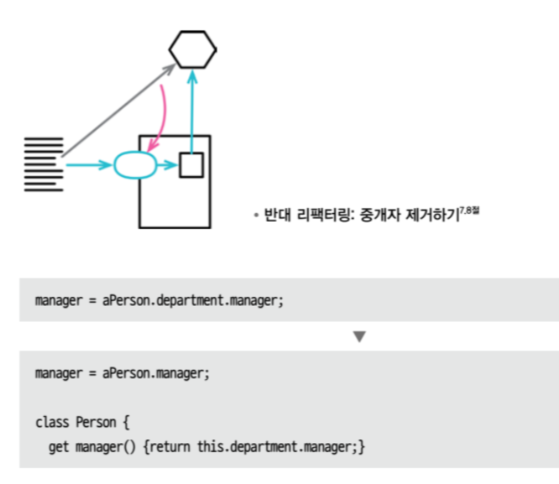 • 반대 리팩터링: 중개자 제거하기7.8절
manager = aPerson.department.manager;
▼
manager = aPerson.manager;
class Person {
get manager() {return this.department.manager;}